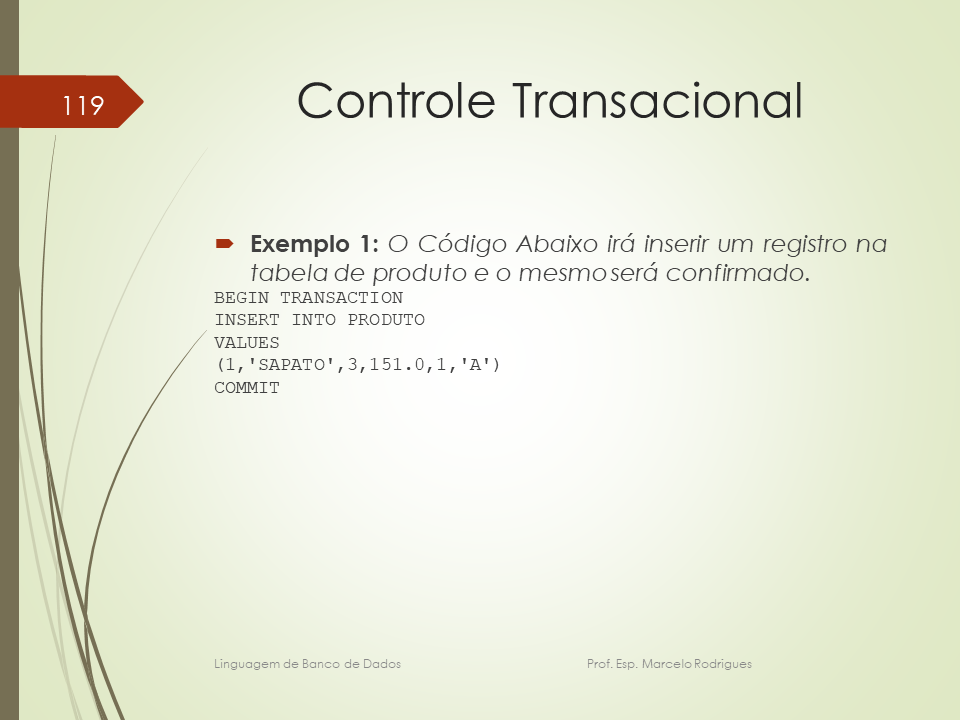 119
Controle Transacional
Exemplo 1: O Código Abaixo irá inserir um registro na
tabela de produto e o mesmo será confirmado.
BEGIN TRANSACTION
INSERT INTO PRODUTO
VALUES
(1,'SAPATO',3,151.0,1,'A')
COMMIT
Linguagem de Banco de Dados Prof. Esp. Marcelo Rodrigues